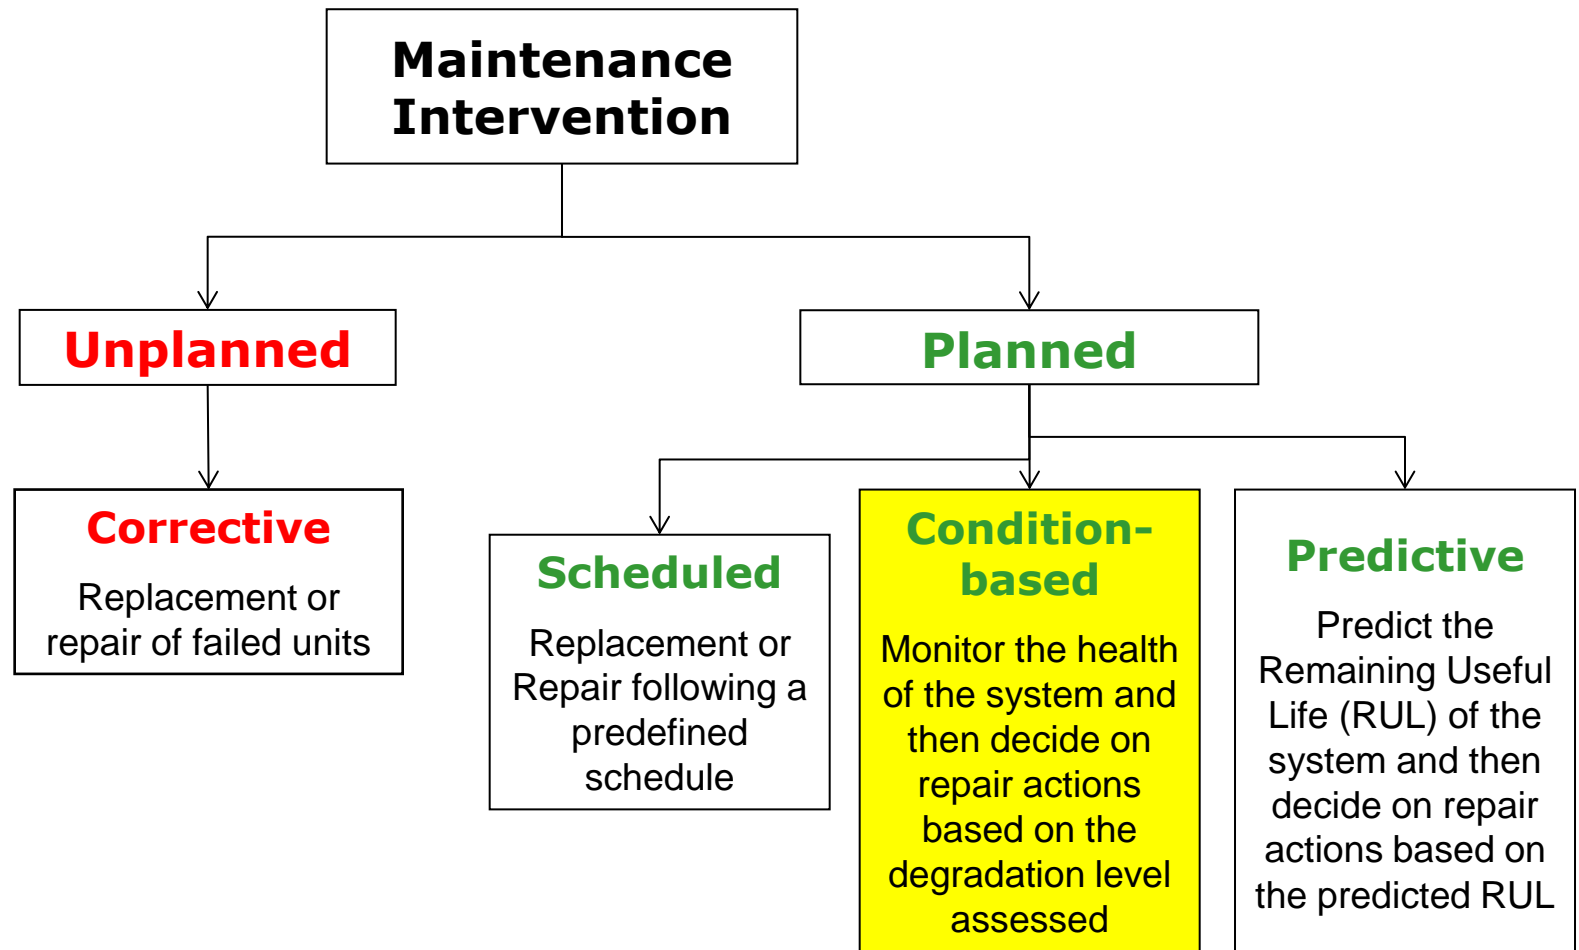 Maintenance
Intervention
Unplanned
Planned
Corrective
Replacement or
repair of failed units
Scheduled
Replacement or
Repair following a
predefined
schedule
Condition-
based
Monitor the health
of the system and
then decide on
repair actions
based on the
degradation level
assessed
Predictive
Predict the
Remaining Useful
Life (RUL) of the
system and then
decide on repair
actions based on
the predicted RUL